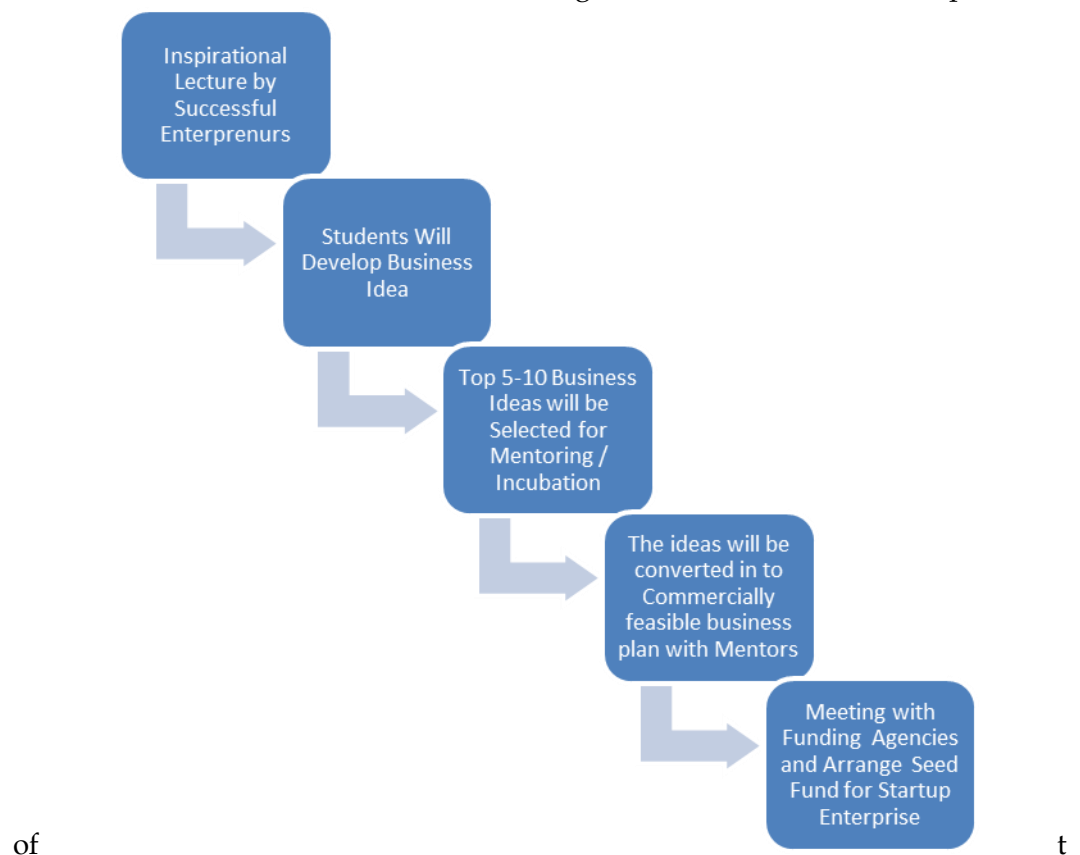 Inspirational
Lecture by
Successful
Enterprenurs
Students Will
Develop Business
Idea
Top 5-10 Business
Ideas will be
Selected for
Mentoring /
Incubation
The ideas will be
converted in to
Commercially
feasible business
plan with Mentors
Meeting with
Funding Agencies
and Arrange Seed
Fund for Startup
Enterprise
of t